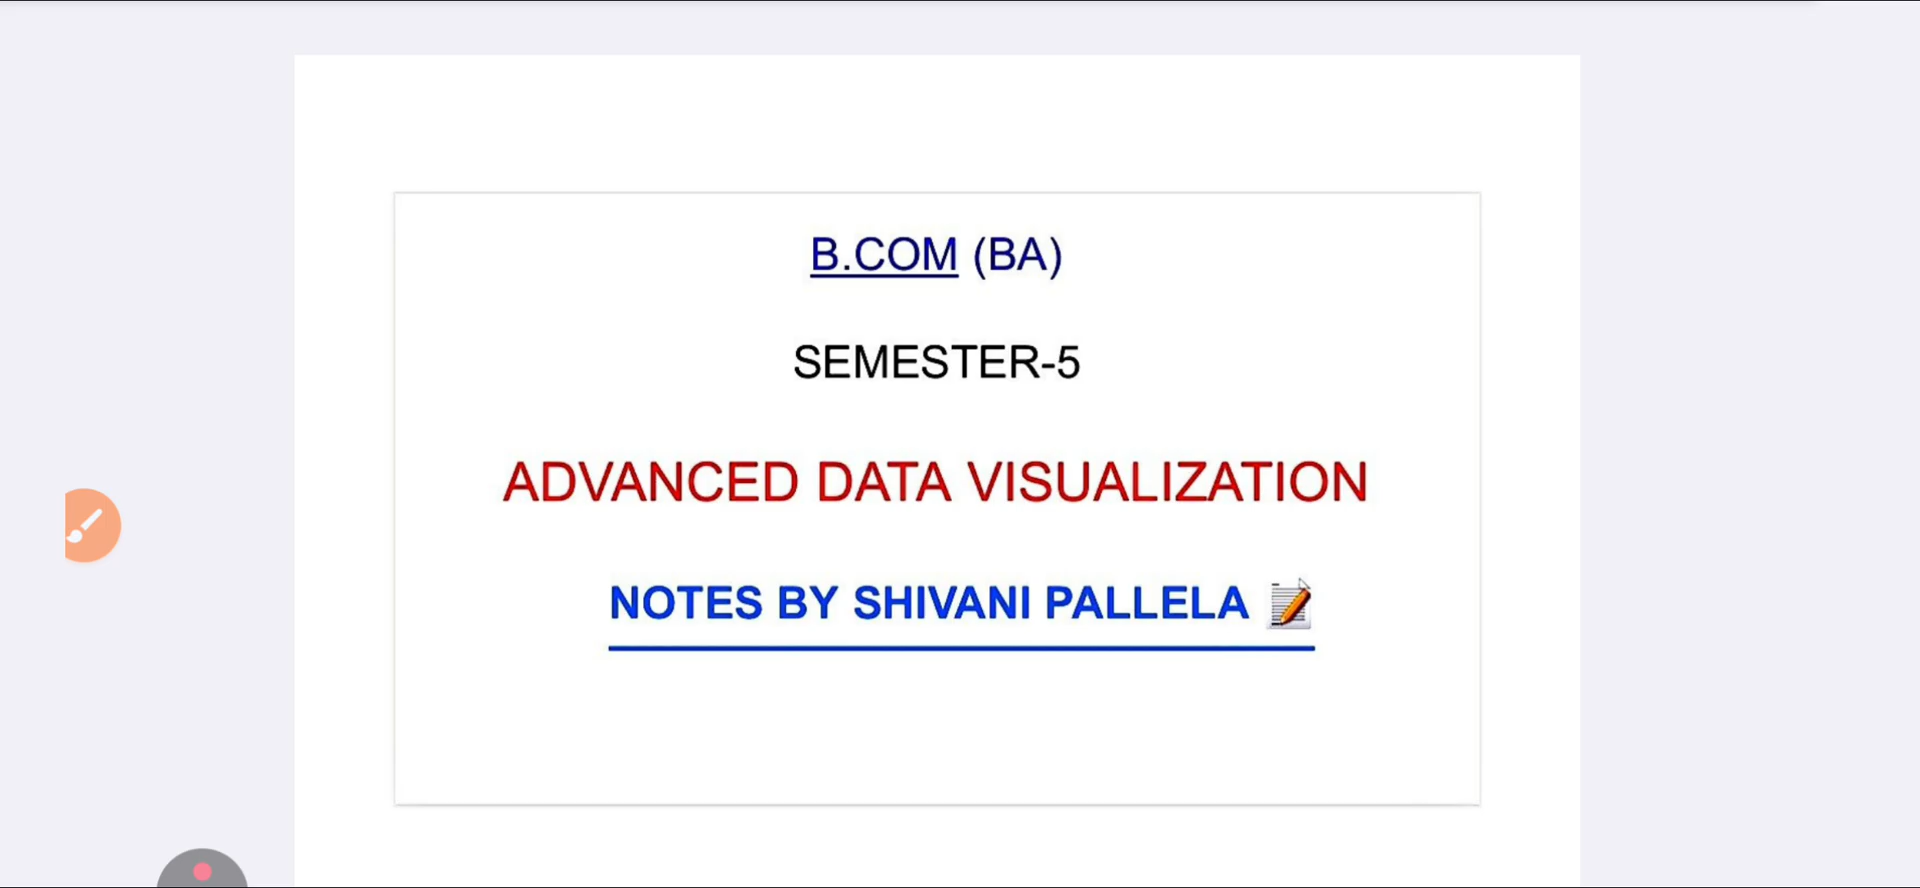 B.COM (BA)
SEMESTER-5
ADVANCED DATA VISUALIZATION
NOTES BY SHIVANI PALLELA 📝